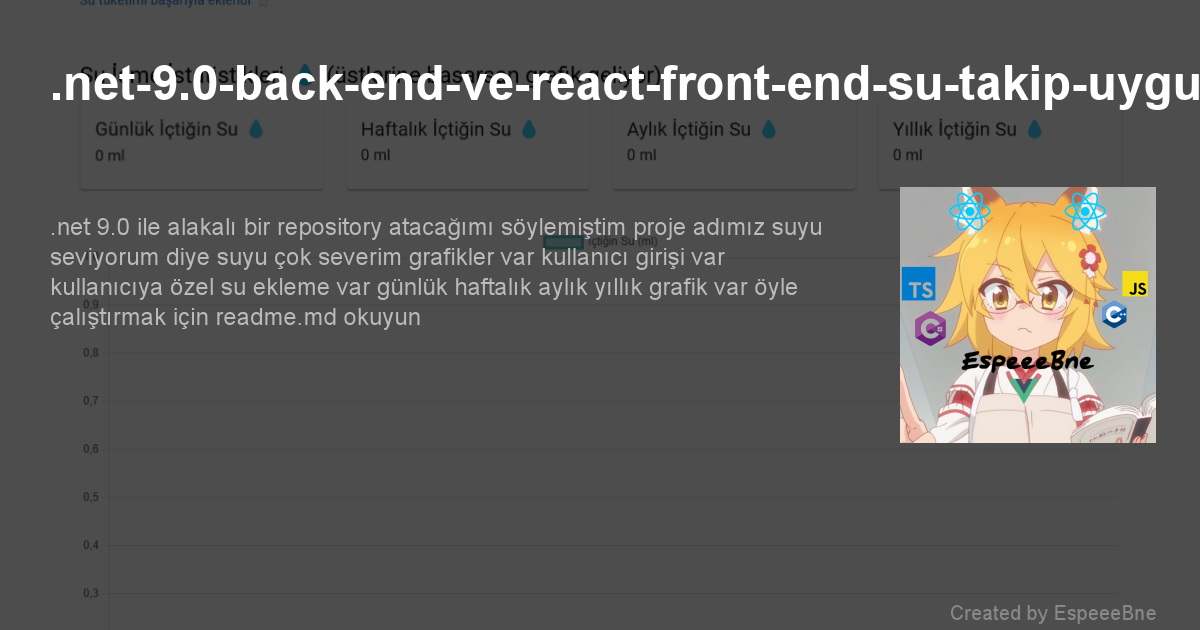 Su tüketimi başarıyla eklendi
.net-9.0-back-end-ve-react-front-end-su-takip-uygu
Günlük İçtiğin Su
Haftalık İçtiğin Su
Aylık İçtiğin Su
Yıllık İçtiğin Su
0 ml
0 ml
0 ml
0 ml
.net 9.0 ile alakalı bir repository atacağımı söylemiştim proje adımız suyu
İçtiğin Su (ml)
seviyorum diye suyu çok severim grafikler var kullanıcı girişi var
kullanıcıya özel su ekleme var günlük haftalık aylık yıllık grafik var öyle
çalıştırmak için readme.md okuyun
0,9
0,8
0,7
0,6
0,5
0,4
0,3
TS
JS
C#
C++
EspeeeBne
Created by EspeeeBne